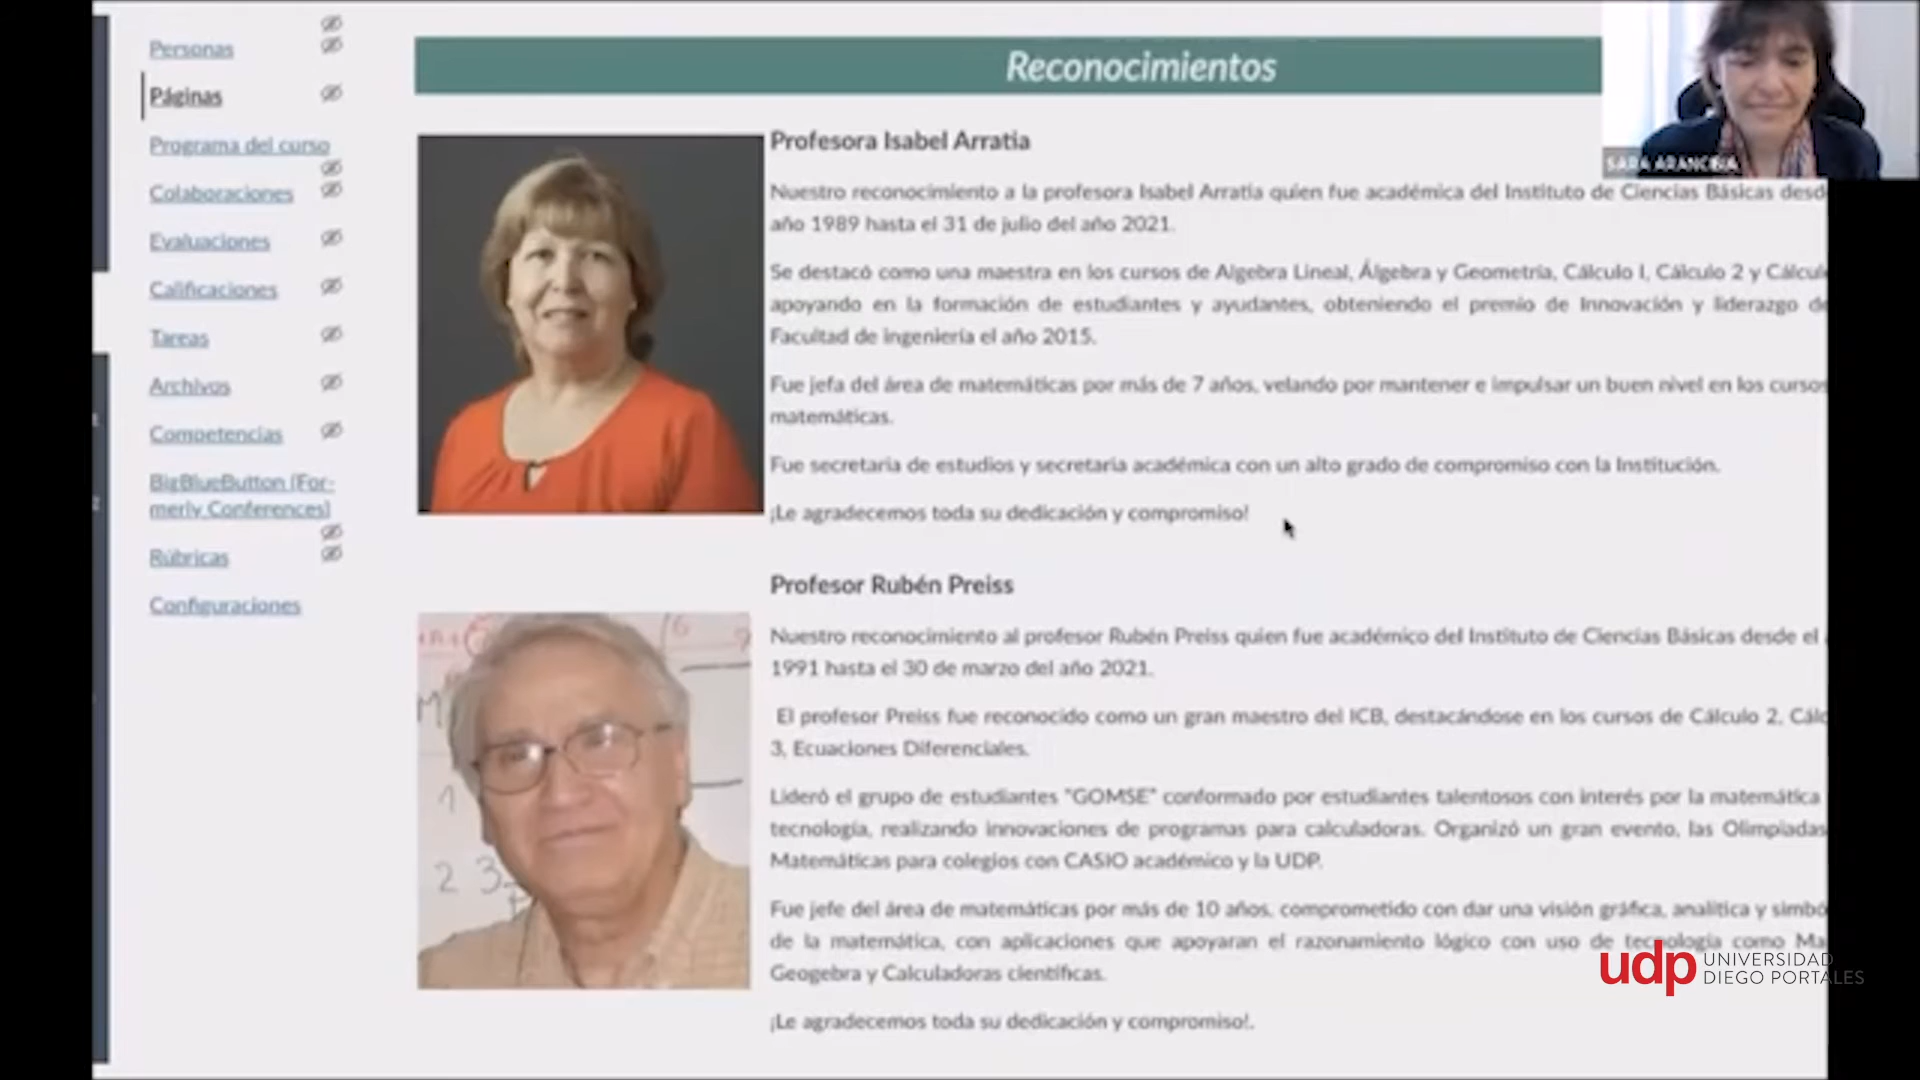 Personas
Páginas
Programa del curso
Colaboraciones
Evaluaciones
Calificaciones
Tareas
Archivos
Competencias
BigBlueButton (For-
merly Conferences)
Rúbricas
Configuraciones
Reconocimientos
SARA ARANCIBIA
Profesora Isabel Arratia
Nuestro reconocimiento a la profesora Isabel Arratia quien fue académica del Instituto de Ciencias Básicas desd
año 1989 hasta el 31 de julio del año 2021.
Se destacó como una maestra en los cursos de Algebra Lineal, Álgebra y Geometría, Cálculo I, Cálculo 2 y Cálcul
apoyando en la formación de estudiantes y ayudantes, obteniendo el premio de Innovación y liderazgo de
Facultad de ingeniería el año 2015.
Fue jefa del área de matemáticas por más de 7 años, velando por mantener e impulsar un buen nivel en los cursos
matemáticas.
Fue secretaria de estudios y secretaria académica con un alto grado de compromiso con la Institución.
¡Le agradecemos toda su dedicación y compromiso!
Profesor Rubén Preiss
Nuestro reconocimiento al profesor Rubén Preiss quien fue académico del Instituto de Ciencias Básicas desde el
1991 hasta el 30 de marzo del año 2021.
El profesor Preiss fue reconocido como un gran maestro del ICB, destacándose en los cursos de Cálculo 2, Cálc
3, Ecuaciones Diferenciales.
Lideró el grupo de estudiantes "GOMSE" conformado por estudiantes talentosos con interés por la matemática
tecnología, realizando innovaciones de programas para calculadoras. Organizó un gran evento, las Olimpiadas
Matemáticas para colegios con CASIO académico y la UDP.
Fue jefe del área de matemáticas por más de 10 años, comprometido con dar una visión gráfica, analítica y simbó
de la matemática, con aplicaciones que apoyaran el razonamiento lógico con uso de tecnología como Ma
Geogebra y Calculadoras científicas.
¡Le agradecemos toda su dedicación y compromiso!.
udp UNIVERSIDAD
DIEGO PORTALES